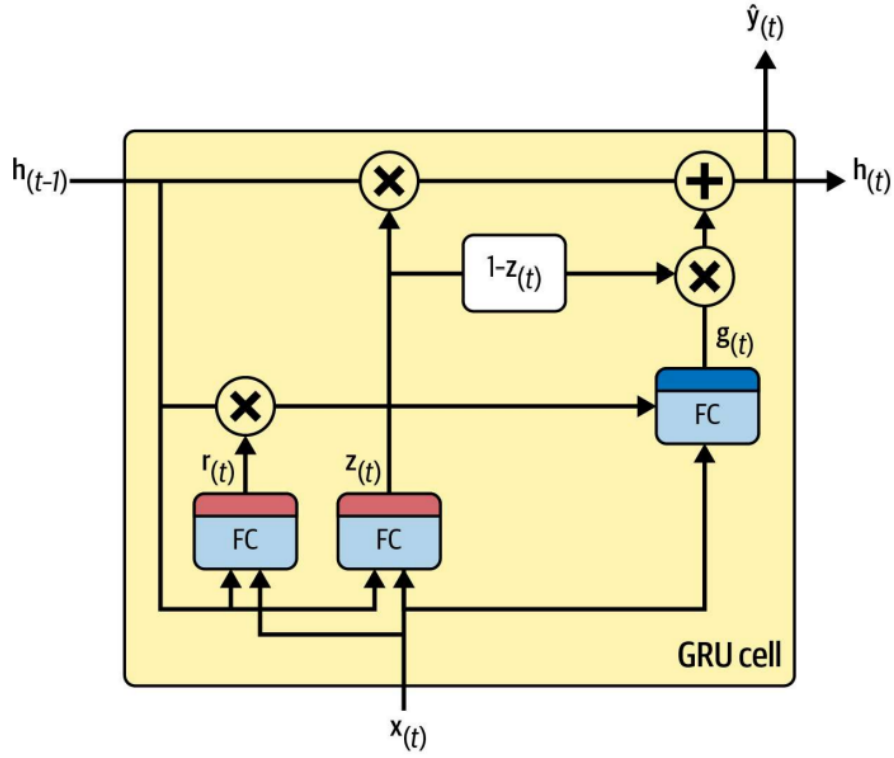 ŷ(t)
h(t–1)
h(t)
1–z(t)
g(t)
FC
r(t)
z(t)
FC
FC
GRU cell
x(t)